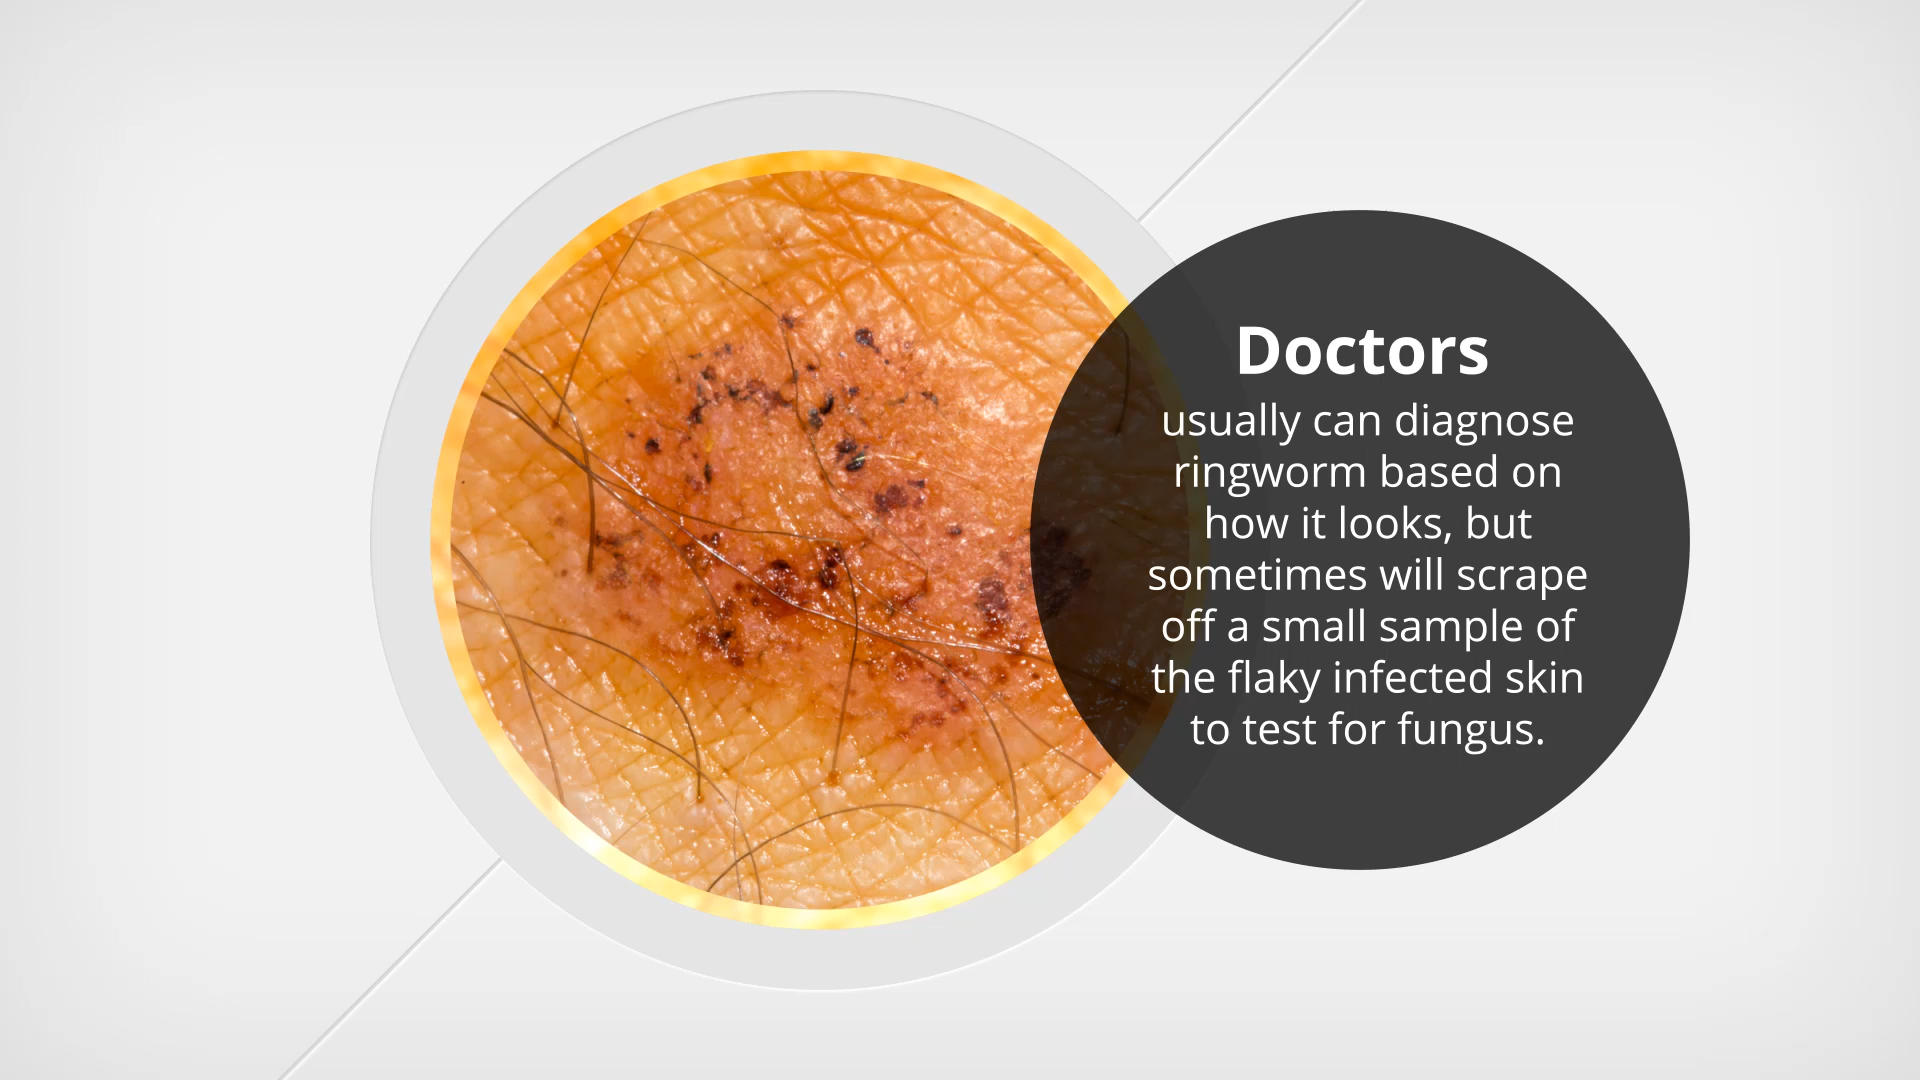 Doctors
usually can diagnose
ringworm based on
how it looks, but
sometimes will scrape
off a small sample of
the flaky infected skin
to test for fungus.